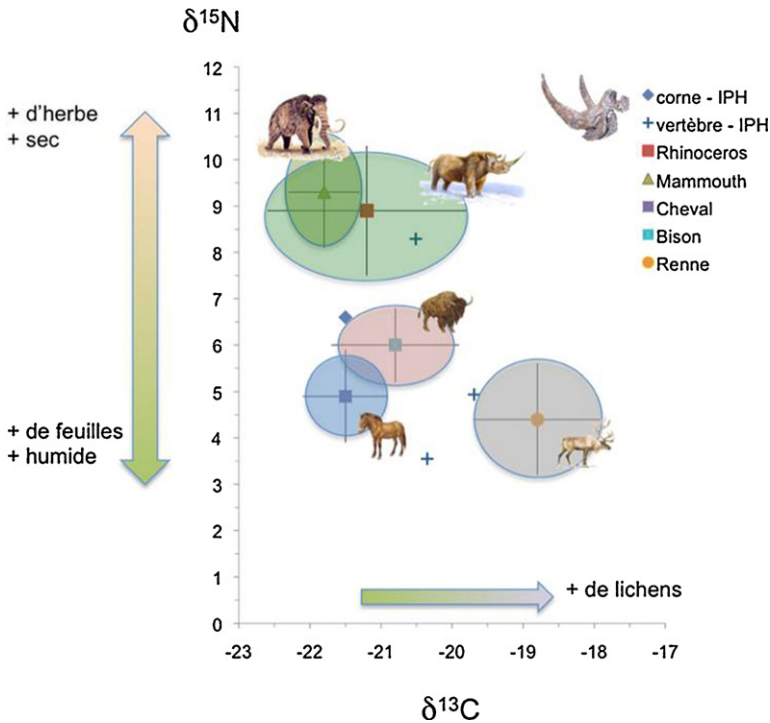 δ¹⁵N
12
11
10
9
8
7
6
5
4
3
2
1
0
+ d'herbe
+ sec
+ de feuilles
+ humide
corne - IPH
vertèbre - IPH
Rhinoceros
Mammouth
Cheval
Bison
Renne
+ de lichens
-23 -22 -21 -20 -19 -18 -17
δ¹³C